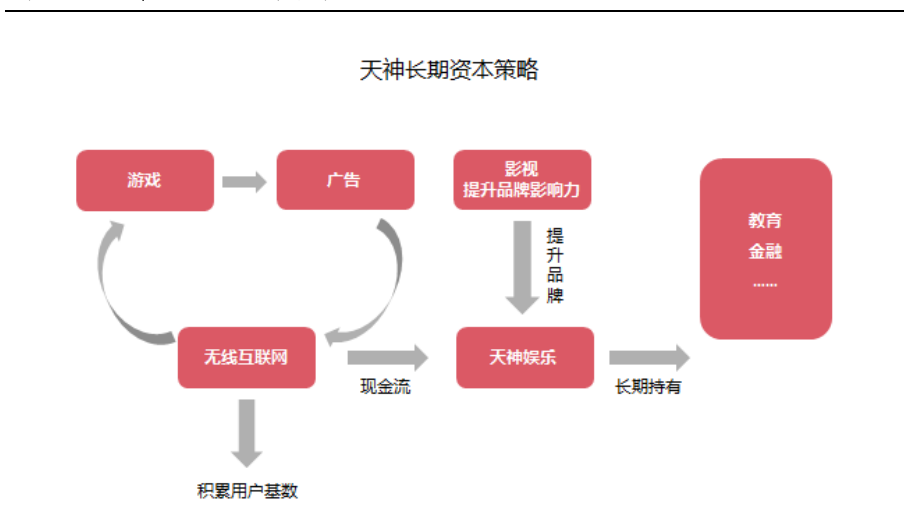 天神长期资本策略
游戏
广告
影视
提升品牌影响力
教育
金融
......
提
升
品
牌
无线互联网
天神娱乐
现金流
长期持有
积累用户基数